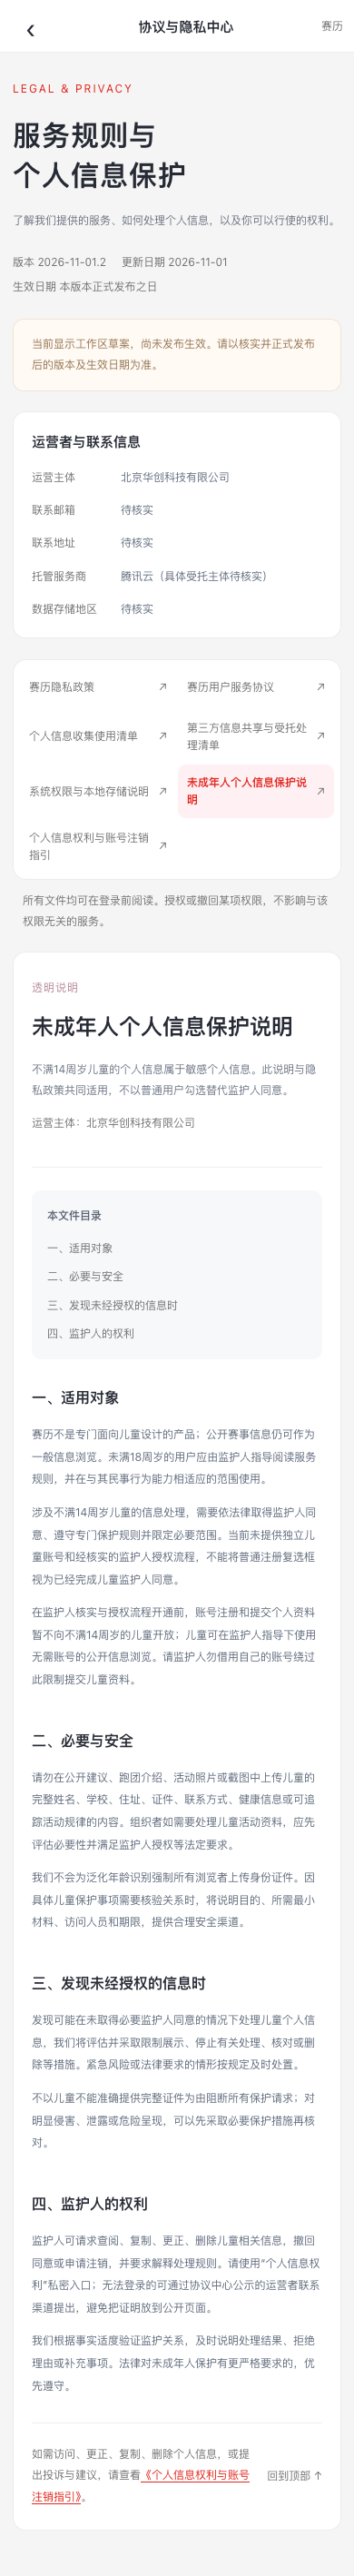 ‹
协议与隐私中心
赛历
LEGAL & PRIVACY
服务规则与
个人信息保护
了解我们提供的服务、如何处理个人信息，以及你可以行使的权利。
版本 2026-11-01.2 更新日期 2026-11-01
生效日期 本版本正式发布之日
当前显示工作区草案，尚未发布生效。请以核实并正式发布
后的版本及生效日期为准。
运营者与联系信息
运营主体 北京华创科技有限公司
联系邮箱 待核实
联系地址 待核实
托管服务商 腾讯云（具体受托主体待核实）
数据存储地区 待核实
赛历隐私政策 ↗
赛历用户服务协议 ↗
个人信息收集使用清单 ↗
第三方信息共享与受托处
理清单 ↗
系统权限与本地存储说明 ↗
未成年人个人信息保护说
明 ↗
个人信息权利与账号注销
指引 ↗
所有文件均可在登录前阅读。授权或撤回某项权限，不影响与该
权限无关的服务。
透明说明
未成年人个人信息保护说明
不满14周岁儿童的个人信息属于敏感个人信息。此说明与隐
私政策共同适用，不以普通用户勾选替代监护人同意。
运营主体：北京华创科技有限公司
本文件目录
一、适用对象
二、必要与安全
三、发现未经授权的信息时
四、监护人的权利
一、适用对象
赛历不是专门面向儿童设计的产品；公开赛事信息仍可作为
一般信息浏览。未满18周岁的用户应由监护人指导阅读服务
规则，并在与其民事行为能力相适应的范围使用。
涉及不满14周岁儿童的信息处理，需要依法律取得监护人同
意、遵守专门保护规则并限定必要范围。当前未提供独立儿
童账号和经核实的监护人授权流程，不能将普通注册复选框
视为已经完成儿童监护人同意。
在监护人核实与授权流程开通前，账号注册和提交个人资料
暂不向不满14周岁的儿童开放；儿童可在监护人指导下使用
无需账号的公开信息浏览。请监护人勿借用自己的账号绕过
此限制提交儿童资料。
二、必要与安全
请勿在公开建议、跑团介绍、活动照片或截图中上传儿童的
完整姓名、学校、住址、证件、联系方式、健康信息或可追
踪活动规律的内容。组织者如需要处理儿童活动资料，应先
评估必要性并满足监护人授权等法定要求。
我们不会为泛化年龄识别强制所有浏览者上传身份证件。因
具体儿童保护事项需要核验关系时，将说明目的、所需最小
材料、访问人员和期限，提供合理安全渠道。
三、发现未经授权的信息时
发现可能在未取得必要监护人同意的情况下处理儿童个人信
息，我们将评估并采取限制展示、停止有关处理、核对或删
除等措施。紧急风险或法律要求的情形按规定及时处置。
不以儿童不能准确提供完整证件为由阻断所有保护请求；对
明显侵害、泄露或危险呈现，可以先采取必要保护措施再核
对。
四、监护人的权利
监护人可请求查阅、复制、更正、删除儿童相关信息，撤回
同意或申请注销，并要求解释处理规则。请使用“个人信息权
利”私密入口；无法登录的可通过协议中心公示的运营者联系
渠道提出，避免把证明放到公开页面。
我们根据事实适度验证监护关系，及时说明处理结果、拒绝
理由或补充事项。法律对未成年人保护有更严格要求的，优
先遵守。
如需访问、更正、复制、删除个人信息，或提
出投诉与建议，请查看《个人信息权利与账号
注销指引》。
回到顶部 ↑